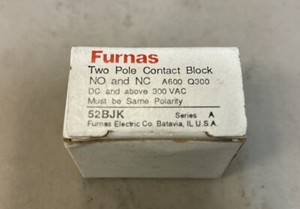 Furnas
Two Pole Contact Block
NO and NC A600 Q300
DC and above 300 VAC
Must be Same Polarity
52BJK Series A
Furnas Electric Co. Batavia, IL U.S.A.